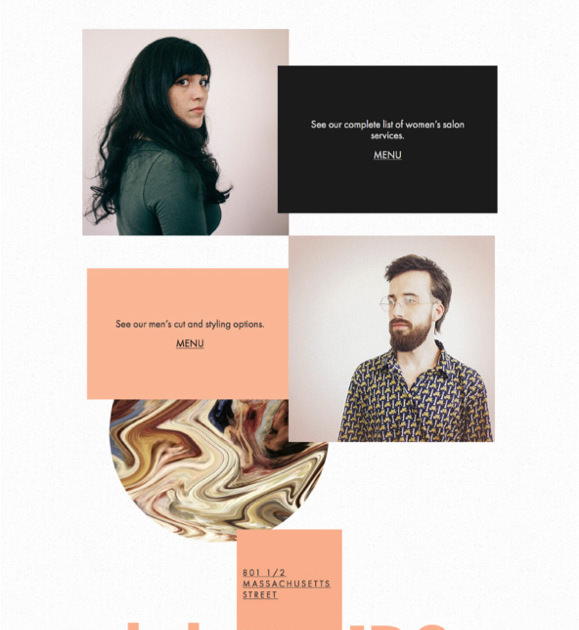 See our complete list of women's salon
services.
MENU
See our men's cut and styling options.
MENU
801 1/2
MASSACHUSETTS
STREET